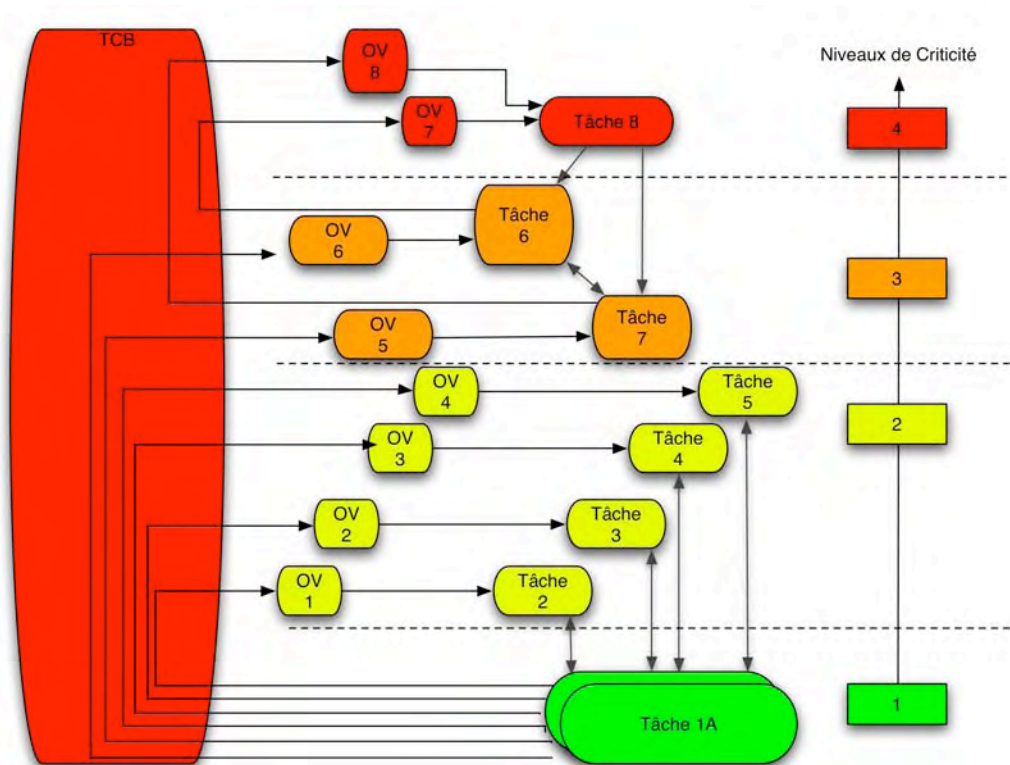 TCB
OV
8
Niveaux de Criticité
OV
7
Tâche 8
4
Tâche
6
OV
6
3
OV
5
Tâche
7
OV
4
Tâche
5
2
OV
3
Tâche
4
OV
2
Tâche
3
OV
1
Tâche
2
Tâche 1A
1